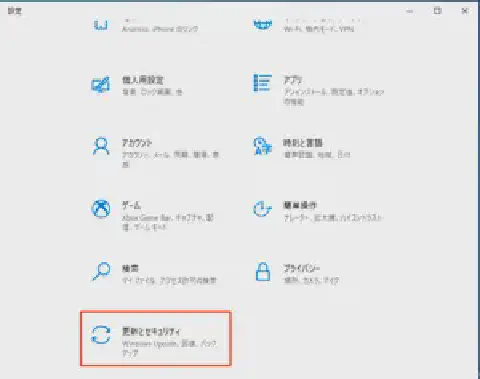 設定
Android, iPhone のリンク
Wi-Fi, 機内モード, VPN
個人用設定
背景, ロック画面, 色
アプリ
アンインストール, 既定値, オプション
の機能
アカウント
アカウント, メール, 同期, 職場, 家
族
時刻と言語
音声認識, 地域, 日付
ゲーム
Xbox Game Bar, キャプチャ, 配
信, ゲームモード
簡単操作
ナレーター, 拡大鏡, ハイコントラスト
検索
マイファイル, アクセス許可の検索
プライバシー
場所, カメラ, マイク
更新とセキュリティ
Windows Update, 回復, バック
アップ